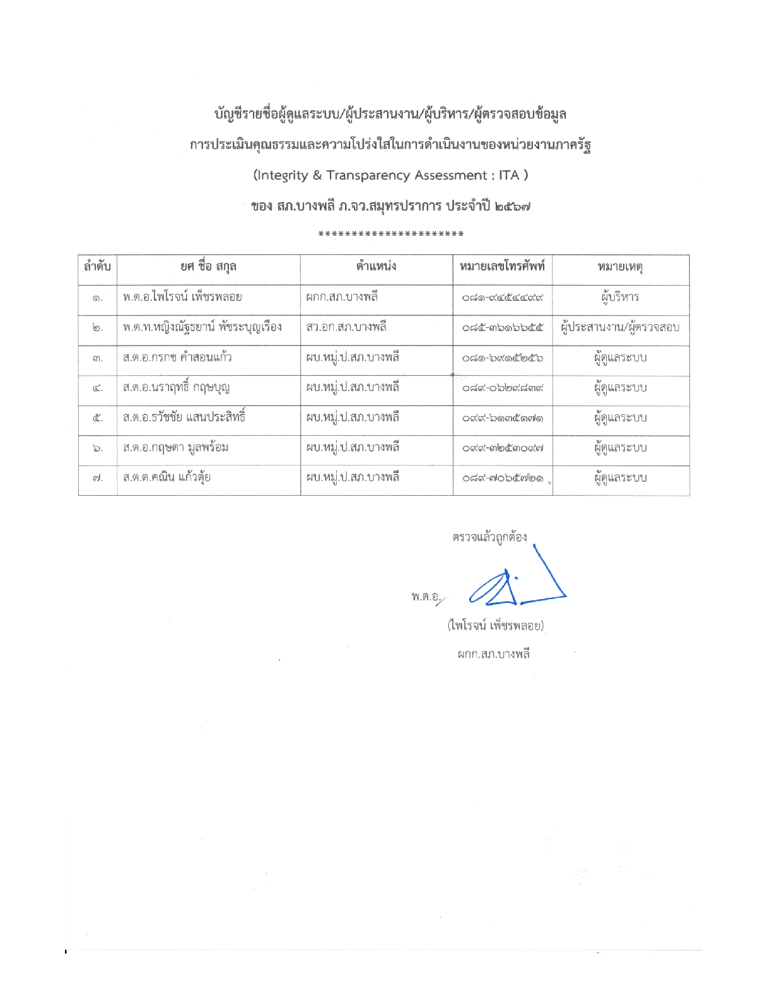 บัญชีรายชื่อผู้ดูแลระบบ/ผู้ประสานงาน/ผู้บริหาร/ผู้ตรวจสอบข้อมูล
การประเมินคุณธรรมและความโปร่งใสในการดำเนินงานของหน่วยงานภาครัฐ
(Integrity & Transparency Assessment : ITA )
ของ สภ.บางพลี ภ.จว.สมุทรปราการ ประจำปี ๒๕๖๗
**********************
ลำดับ ยศ ชื่อ สกุล ตำแหน่ง หมายเลขโทรศัพท์ หมายเหตุ
๑. พ.ต.อ.ไพโรจน์ เพ็ชรพลอย ผกก.สภ.บางพลี ๐๘๑-๙๔๕๔๔๙๙ ผู้บริหาร
๒. พ.ต.ท.หญิงณัฐธยาน์ พัชระบุญเรือง สว.อก.สภ.บางพลี ๐๘๕-๓๖๑๖๖๕๕ ผู้ประสานงาน/ผู้ตรวจสอบ
๓. ส.ต.อ.กรกช คำสอนแก้ว ผบ.หมู่.ป.สภ.บางพลี ๐๘๑-๖๙๑๕๒๕๖ ผู้ดูแลระบบ
๔. ส.ต.อ.นราฤทธิ์ กฤษบุญ ผบ.หมู่.ป.สภ.บางพลี ๐๘๙-๐๖๒๙๘๓๙ ผู้ดูแลระบบ
๕. ส.ต.อ.ธวัชชัย แสนประสิทธิ์ ผบ.หมู่.ป.สภ.บางพลี ๐๙๙-๖๑๓๕๑๗๑ ผู้ดูแลระบบ
๖. ส.ต.อ.กฤษดา มูลพร้อม ผบ.หมู่.ป.สภ.บางพลี ๐๙๙-๓๒๕๓๐๙๗ ผู้ดูแลระบบ
๗. ส.ต.ต.คณิน แก้วตุ้ย ผบ.หมู่.ป.สภ.บางพลี ๐๘๙-๗๐๖๕๗๒๑ ผู้ดูแลระบบ
ตรวจแล้วถูกต้อง
พ.ต.อ.
(ไพโรจน์ เพ็ชรพลอย)
ผกก.สภ.บางพลี